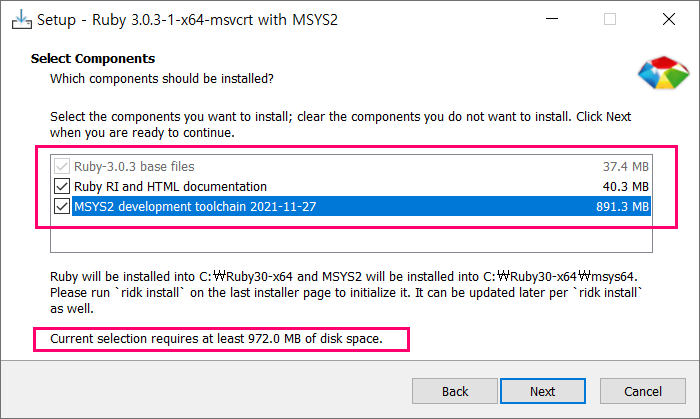 Setup - Ruby 3.0.3-1-x64-msvcrt with MSYS2
Select Components
Which components should be installed?
Select the components you want to install; clear the components you do not want to install. Click Next
when you are ready to continue.
Ruby-3.0.3 base files 37.4 MB
Ruby RI and HTML documentation 40.3 MB
MSYS2 development toolchain 2021-11-27 891.3 MB
Ruby will be installed into C:₩Ruby30-x64 and MSYS2 will be installed into C:₩Ruby30-x64₩msys64.
Please run `ridk install` on the last installer page to initialize it. It can be updated later per `ridk install`
as well.
Current selection requires at least 972.0 MB of disk space.
Back Next Cancel